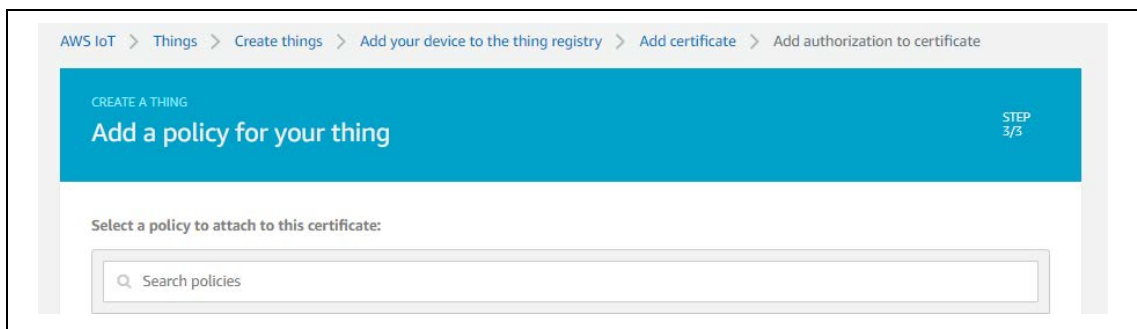 AWS IoT > Things > Create things > Add your device to the thing registry > Add certificate > Add authorization to certificate
CREATE A THING
Add a policy for your thing
STEP
3/3
Select a policy to attach to this certificate:
Search policies